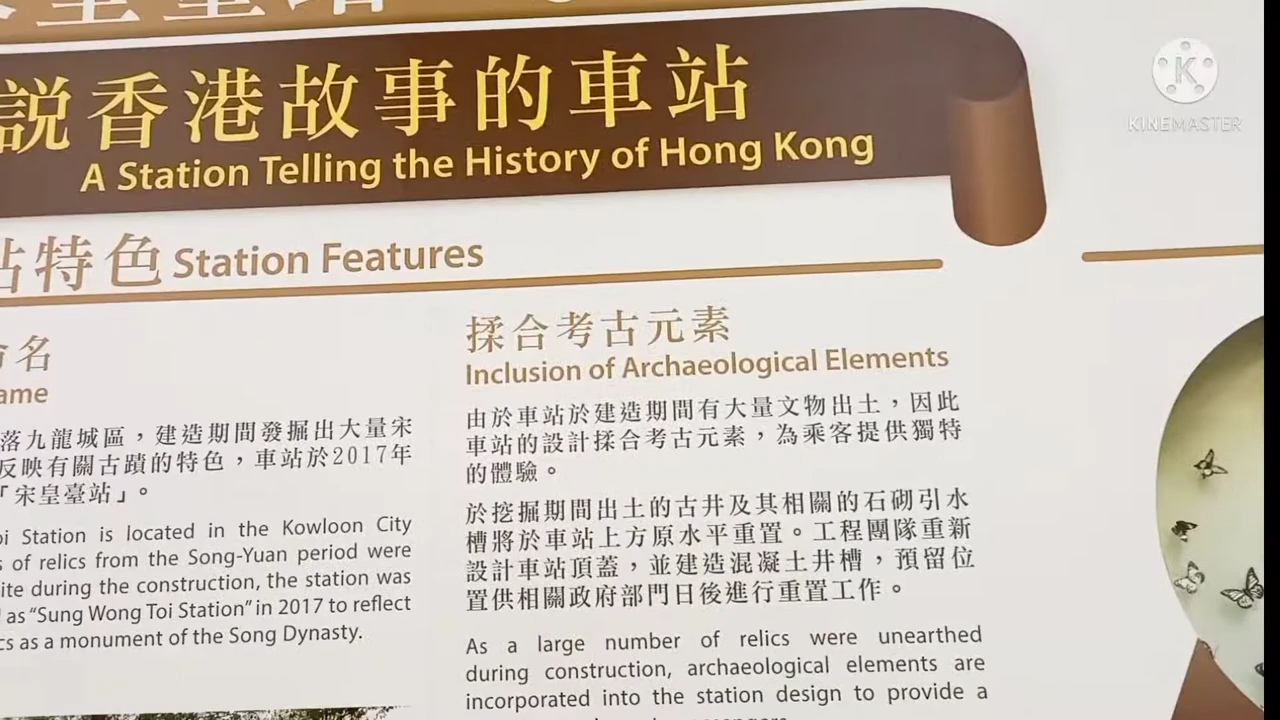 説香港故事的車站
A Station Telling the History of Hong Kong
KINEMASTER
站特色 Station Features
命名
落九龍城區，建造期間發掘出大量宋
反映有關古蹟的特色，車站於2017年
「宋皇臺站」。
Station is located in the Kowloon City
of relics from the Song-Yuan period were
during the construction, the station was
as “Sung Wong Toi Station” in 2017 to reflect
as a monument of the Song Dynasty.
揉合考古元素
Inclusion of Archaeological Elements
由於車站於建造期間有大量文物出土，因此
車站的設計揉合考古元素，為乘客提供獨特
的體驗。
於挖掘期間出土的古井及其相關的石砌引水
槽將於車站上方原水平重置。工程團隊重新
設計車站頂蓋，並建造混凝土井槽，預留位
置供相關政府部門日後進行重置工作。
As a large number of relics were unearthed
during construction, archaeological elements are
incorporated into the station design to provide a